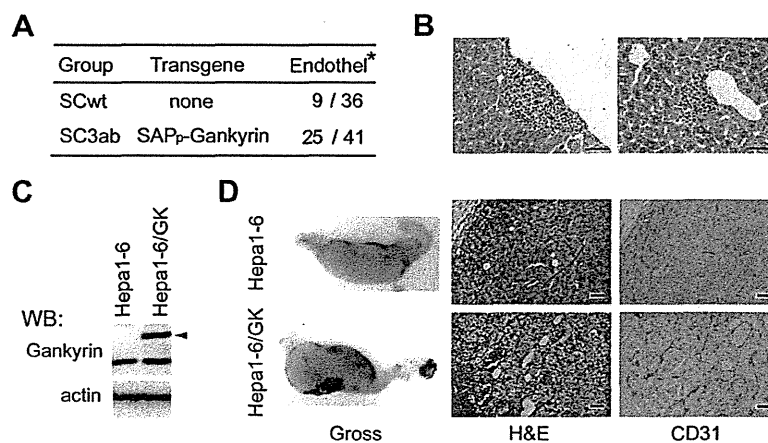 A
Group Transgene Endothel*
SCwt none 9 / 36
SC3ab SAPp-Gankyrin 25 / 41
B
C
Hepa1-6
Hepa1-6/GK
WB:
Gankyrin
actin
D
Hepa1-6
Hepa1-6/GK
Gross
H&E
CD31